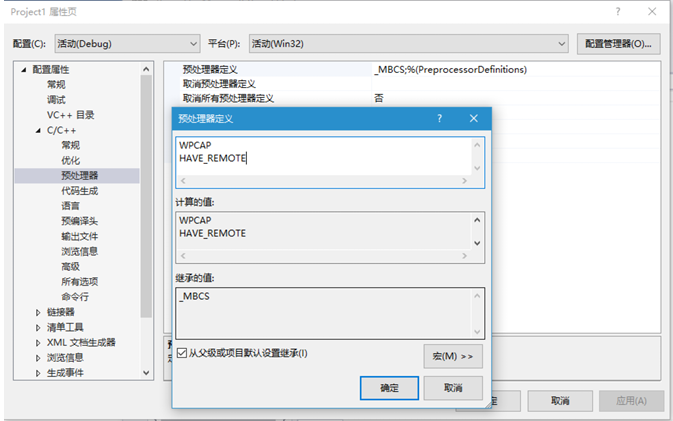 Project1 属性页
?
配置(C):
活动(Debug)
平台(P):
活动(Win32)
配置管理器(O)...
配置属性
常规
调试
VC++ 目录
C/C++
常规
优化
预处理器
代码生成
语言
预编译头
输出文件
浏览信息
高级
所有选项
命令行
链接器
清单工具
XML 文档生成器
浏览信息
生成事件
预处理器定义 _MBCS;%(PreprocessorDefinitions)
取消预处理器定义
取消所有预处理器定义 否
预处理器定义
?
WPCAP
HAVE_REMOTE
计算的值:
WPCAP
HAVE_REMOTE
继承的值:
_MBCS
从父级或项目默认设置继承(I)
宏(M) >>
确定
取消
取消
应用(A)